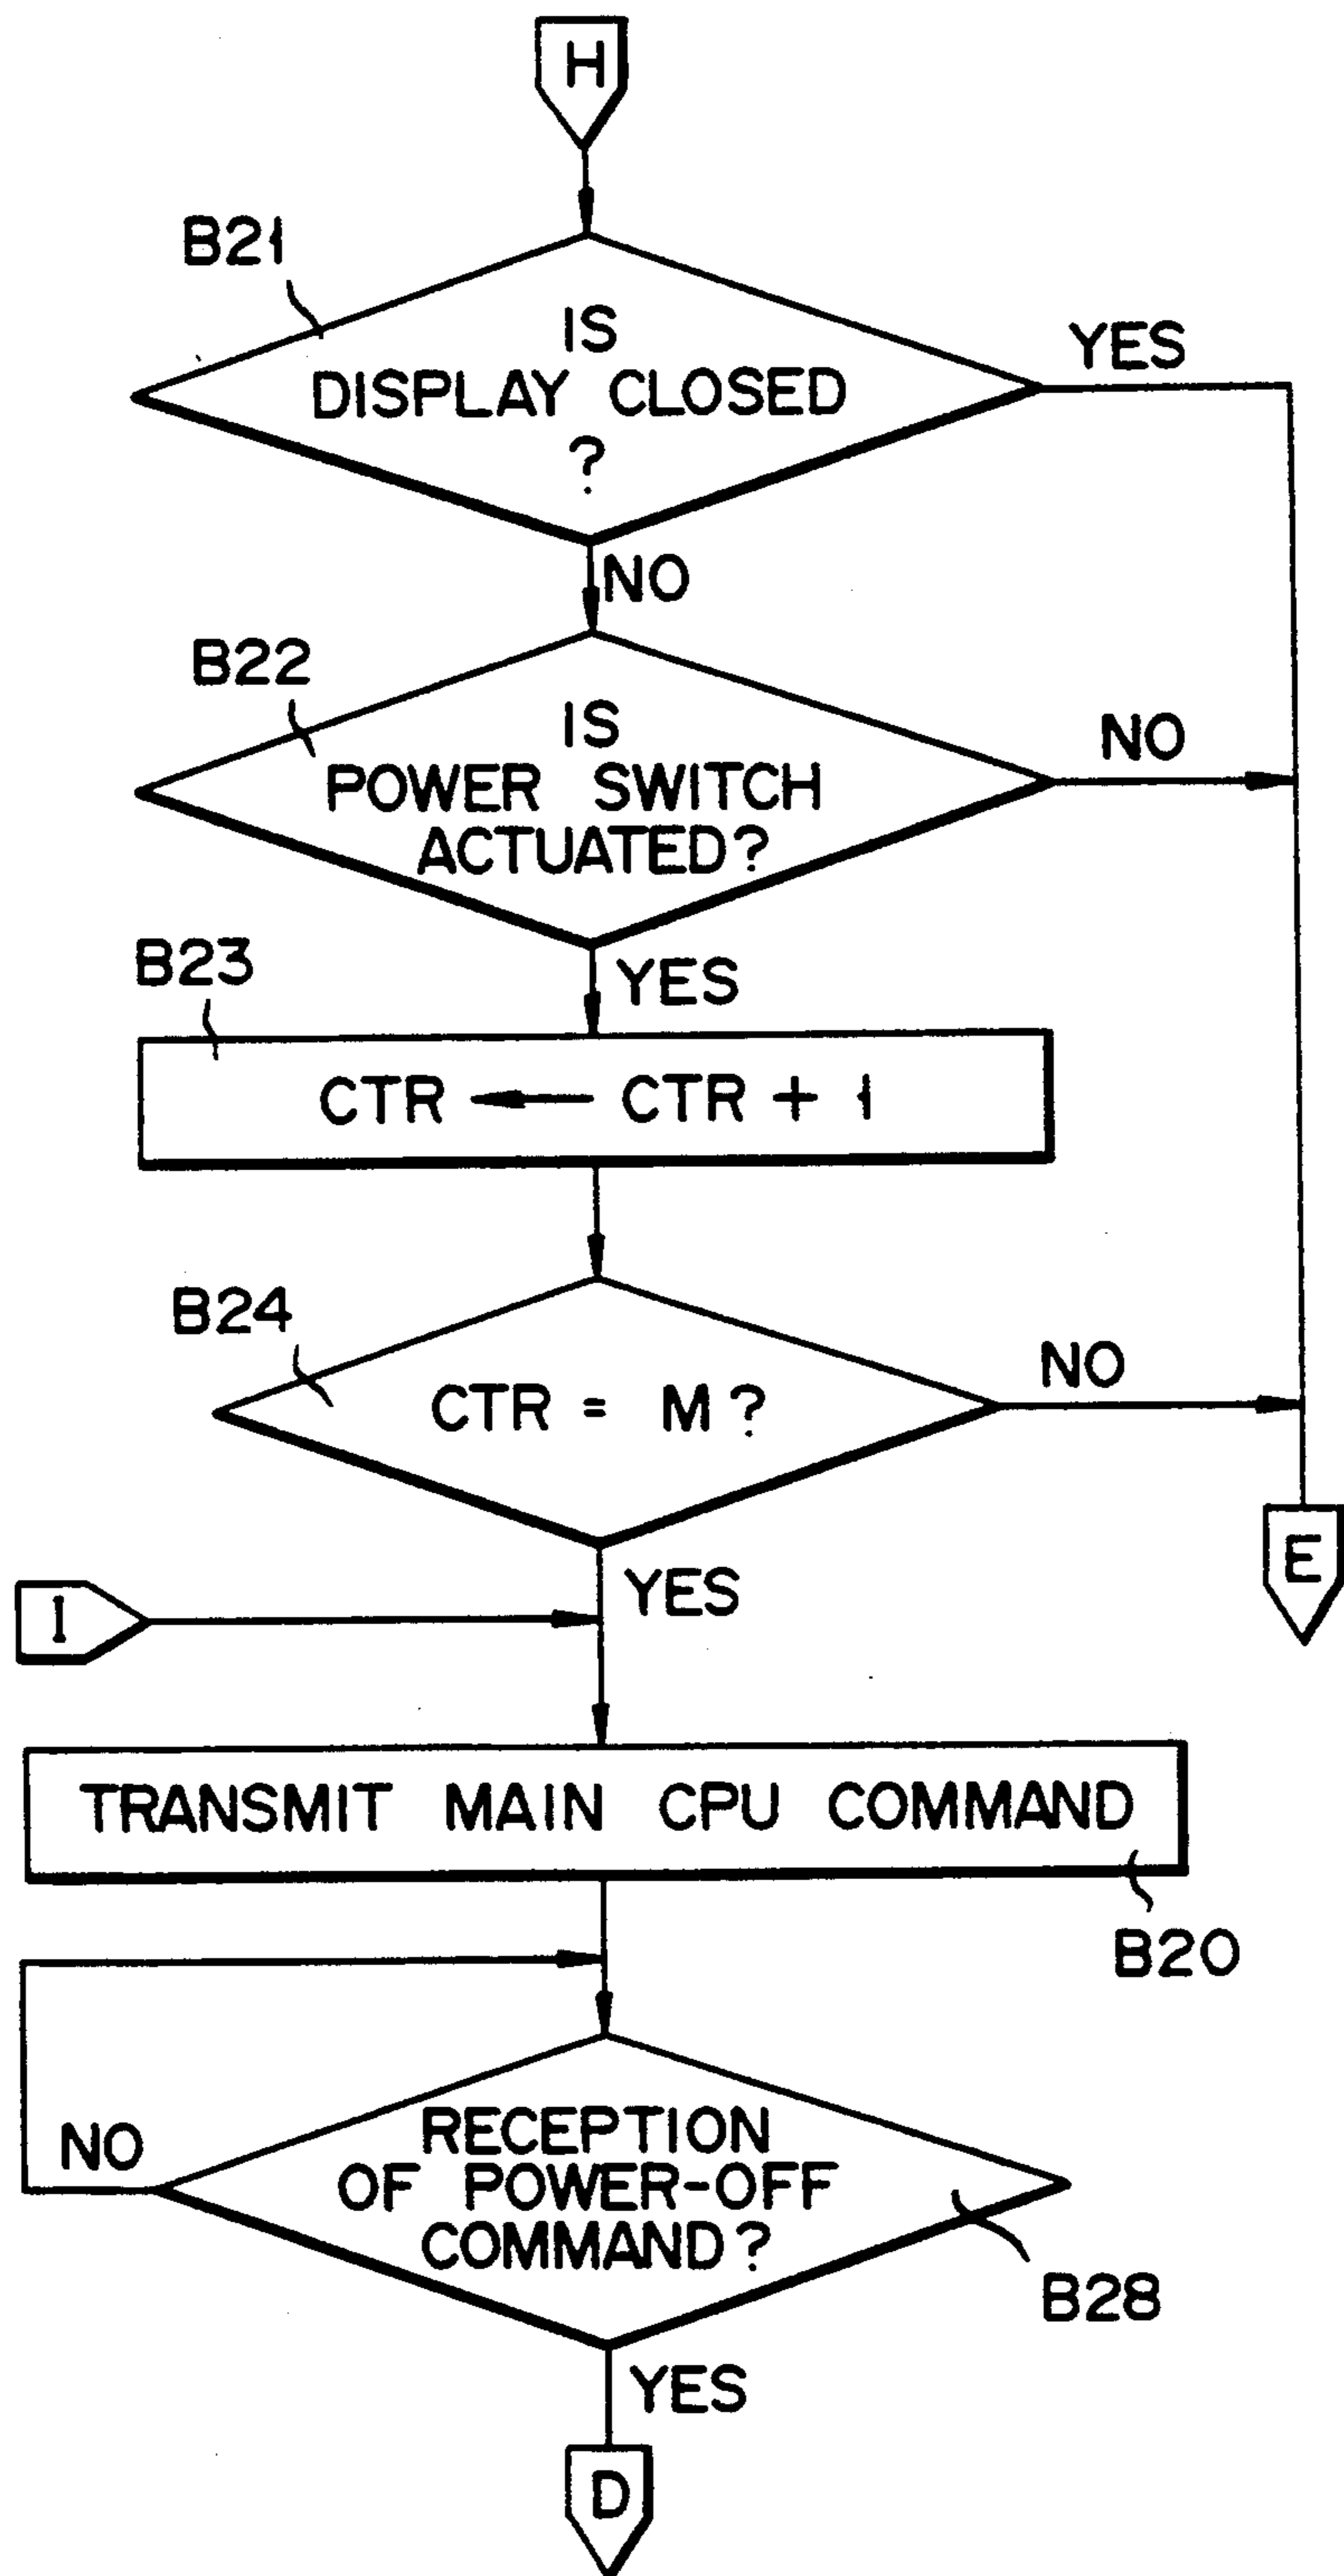 H
B21
IS
DISPLAY CLOSED
?
YES
NO
B22
IS
POWER SWITCH
ACTUATED?
NO
YES
B23
CTR ← CTR + 1
B24
CTR = M?
NO
YES
E
I
TRANSMIT MAIN CPU COMMAND
B20
RECEPTION
OF POWER-OFF
COMMAND?
NO
B28
YES
D